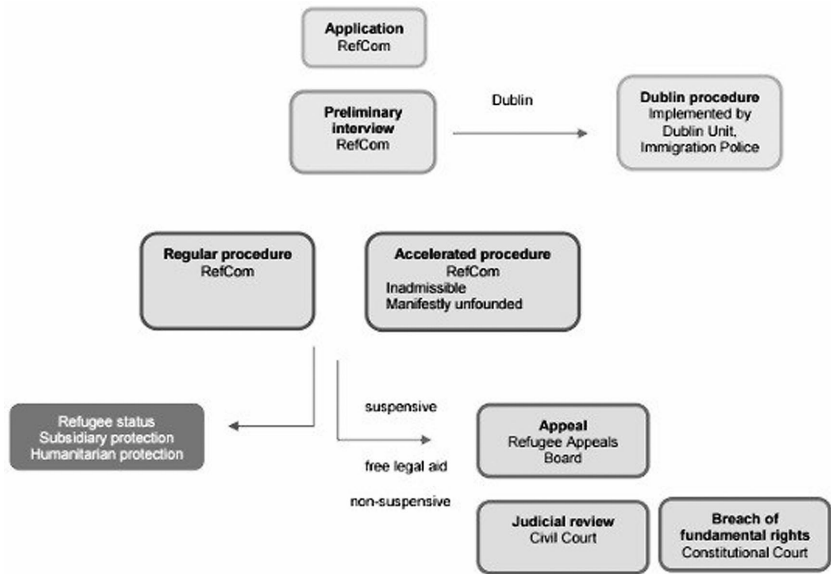 Application
RefCom
Preliminary
interview
RefCom
Dublin
Dublin procedure
Implemented by
Dublin Unit,
Immigration Police
Regular procedure
RefCom
Accelerated procedure
RefCom
Inadmissible
Manifestly unfounded
Refugee status
Subsidiary protection
Humanitarian protection
suspensive
free legal aid
non-suspensive
Appeal
Refugee Appeals
Board
Judicial review
Civil Court
Breach of
fundamental rights
Constitutional Court